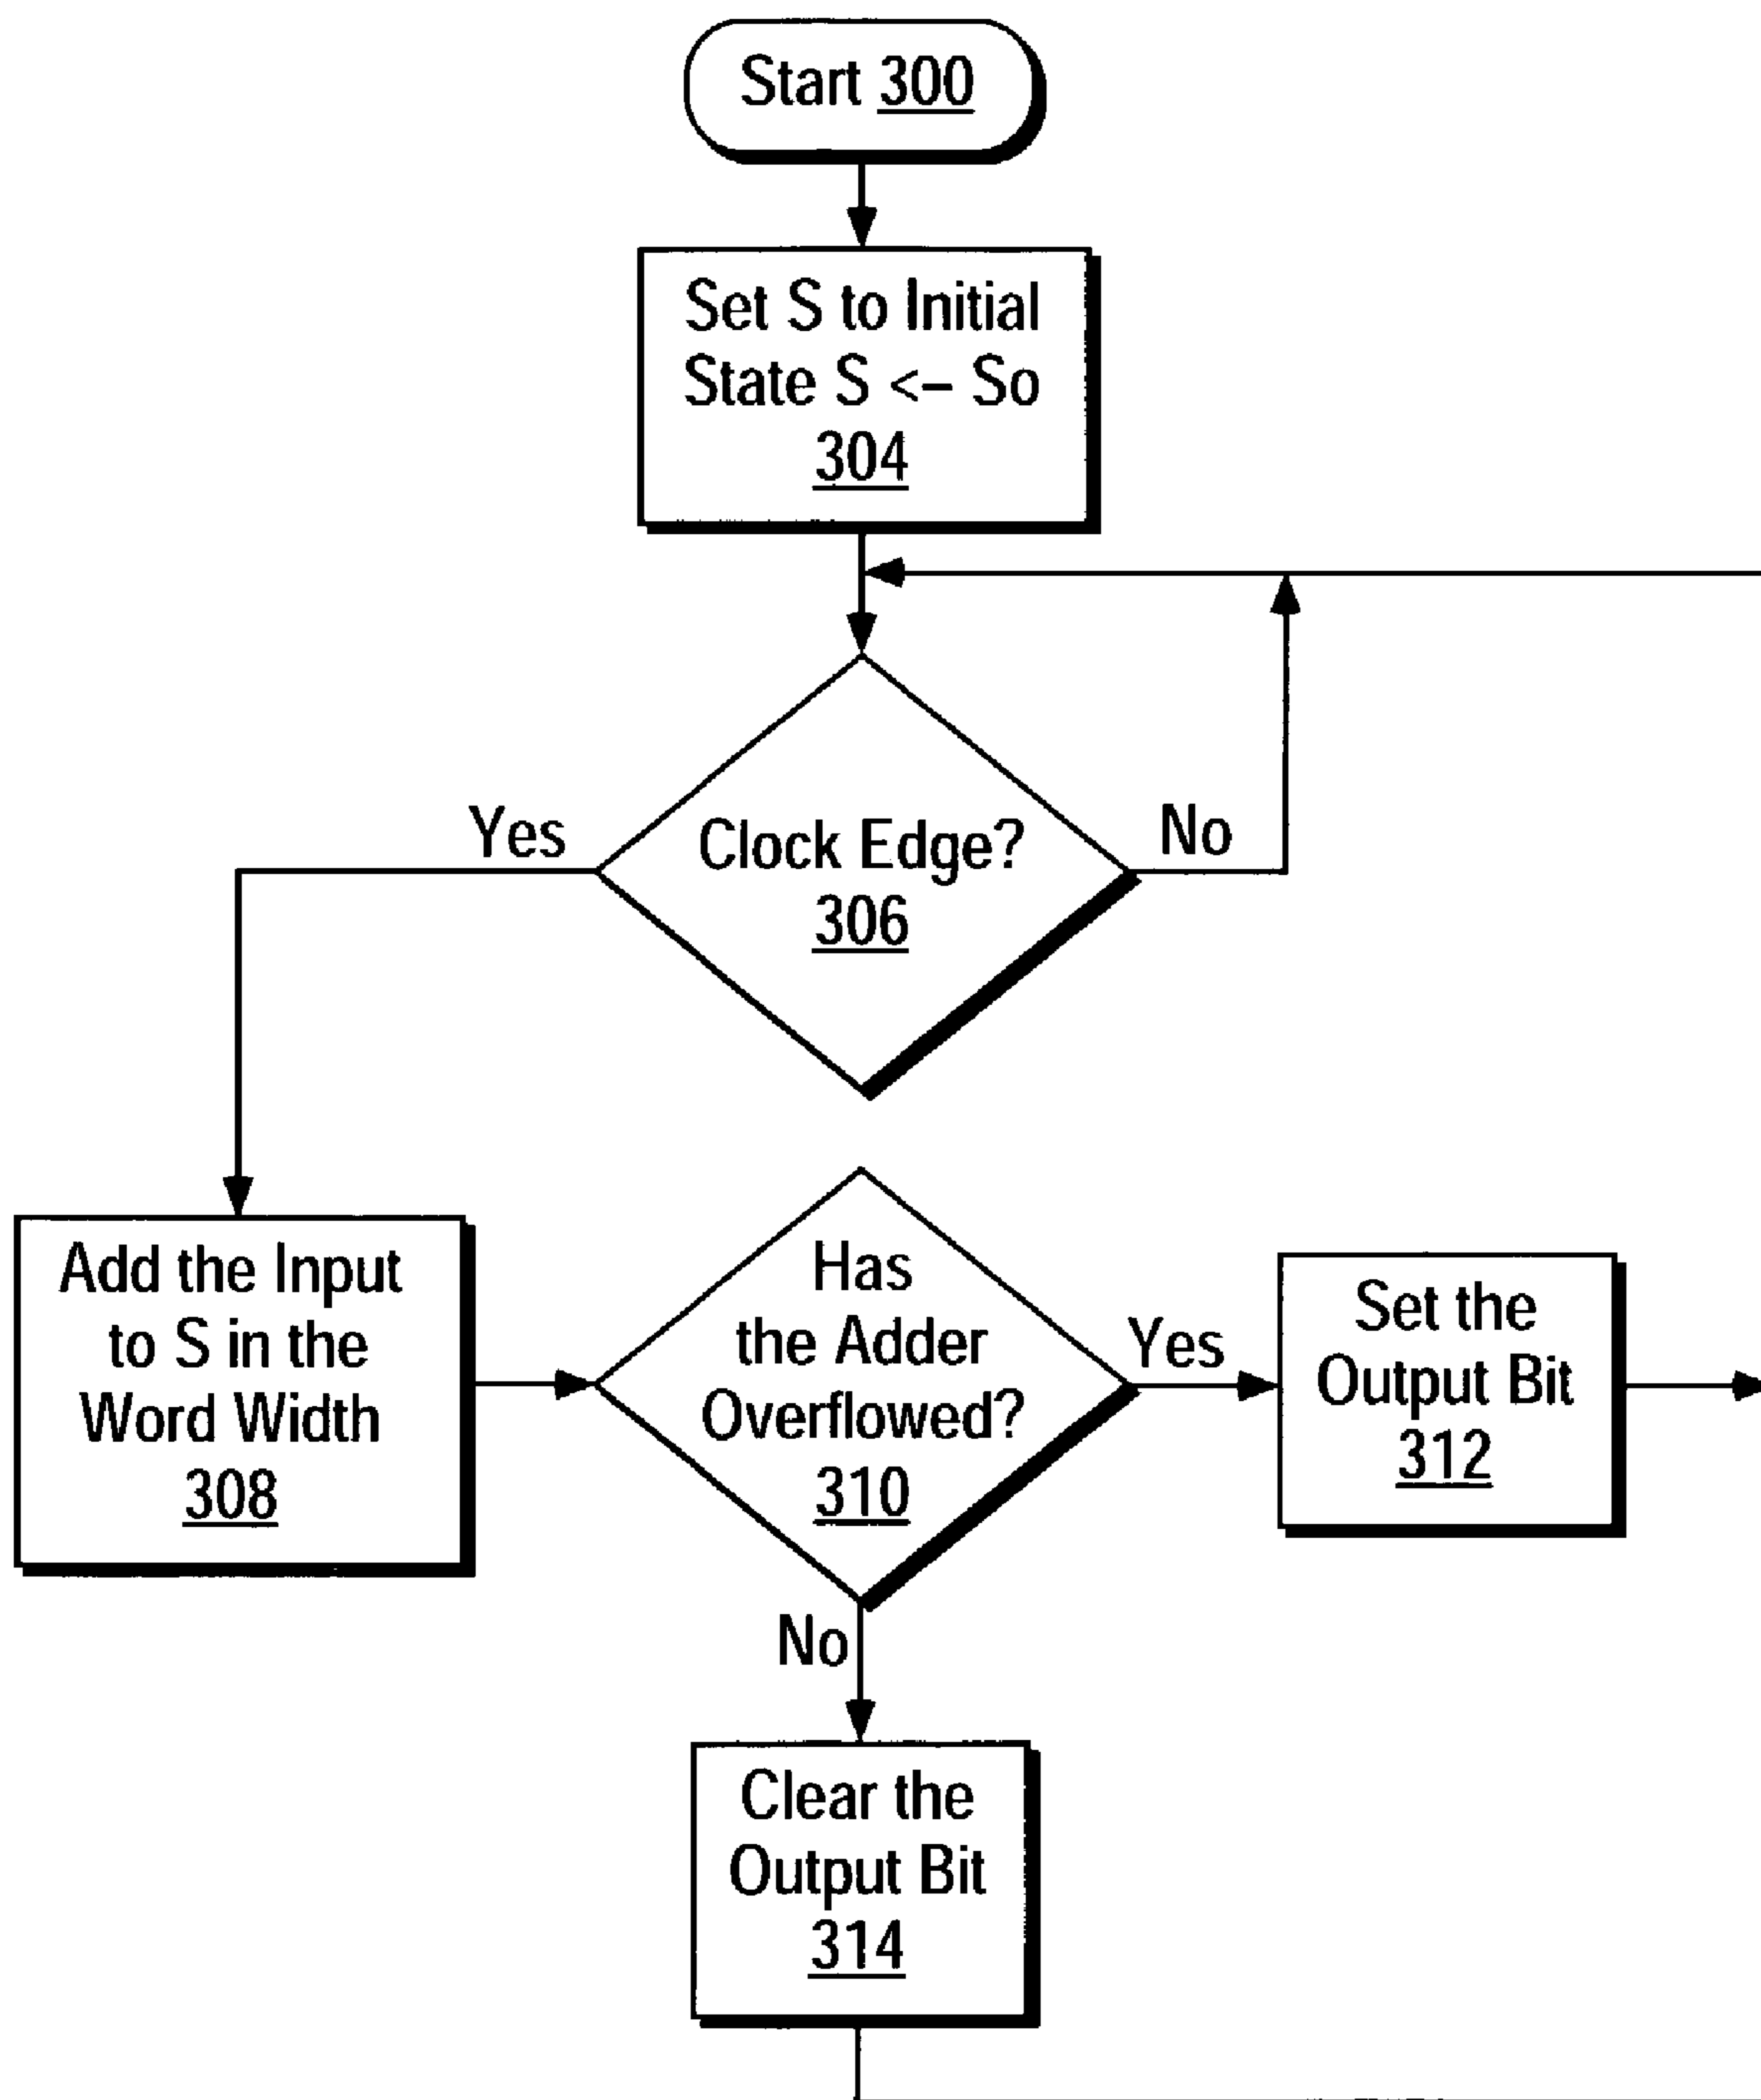 Start 300
Set S to Initial
State S <– So
304
Yes
Clock Edge?
306
No
Add the Input
to S in the
Word Width
308
Has
the Adder
Overflowed?
310
Yes
Set the
Output Bit
312
No
Clear the
Output Bit
314